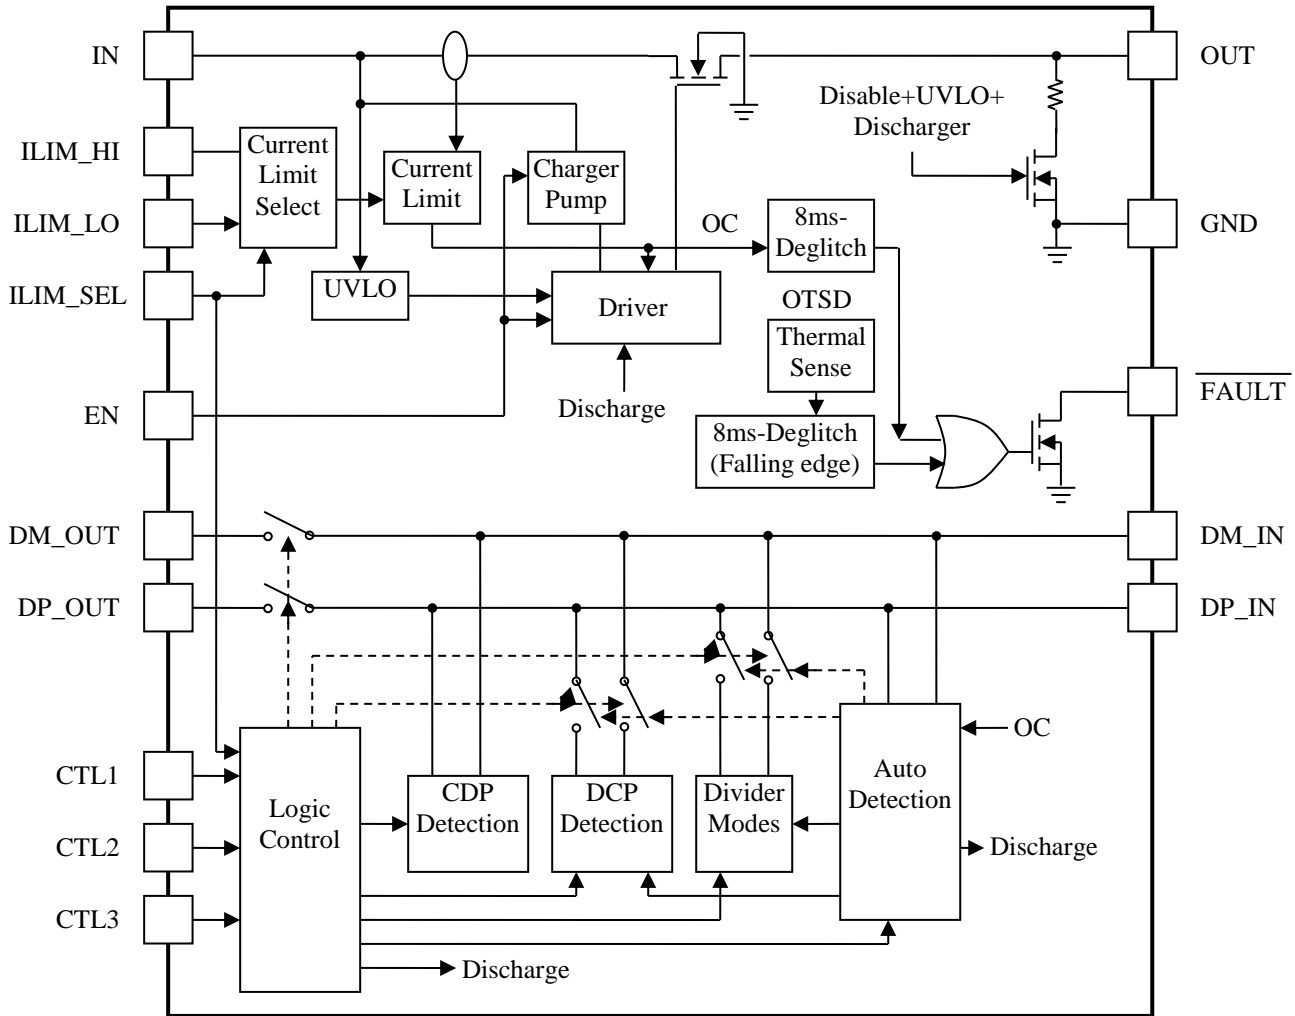 IN
OUT
Disable+UVLO+
Discharger
ILIM_HI
Current
Limit
Select
Current
Limit
Charger
Pump
ILIM_LO
OC
8ms-
Deglitch
GND
ILIM_SEL
UVLO
Driver
OTSD
Thermal
Sense
EN
Discharge
FAULT
8ms-Deglitch
(Falling edge)
DM_OUT
DM_IN
DP_OUT
DP_IN
OC
CTL1
CTL2
CTL3
Logic
Control
CDP
Detection
DCP
Detection
Divider
Modes
Auto
Detection
Discharge
Discharge